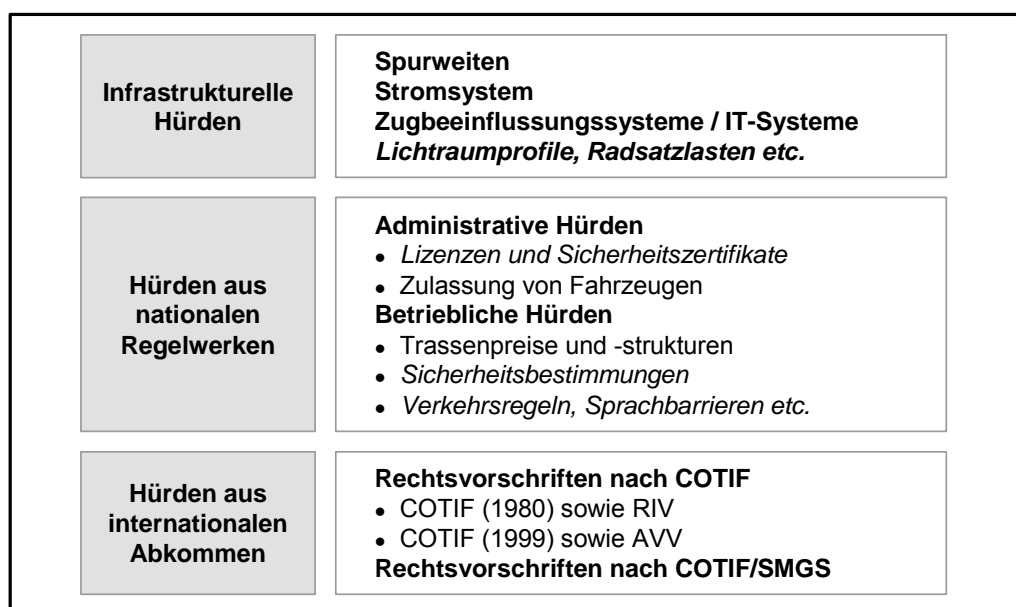 Infrastrukturelle
Hürden
Spurweiten
Stromsystem
Zugbeeinflussungssysteme / IT-Systeme
Lichtraumprofile, Radsatzlasten etc.
Hürden aus
nationalen
Regelwerken
Administrative Hürden
• Lizenzen und Sicherheitszertifikate
• Zulassung von Fahrzeugen
Betriebliche Hürden
• Trassenpreise und -strukturen
• Sicherheitsbestimmungen
• Verkehrsregeln, Sprachbarrieren etc.
Hürden aus
internationalen
Abkommen
Rechtsvorschriften nach COTIF
• COTIF (1980) sowie RIV
• COTIF (1999) sowie AVV
Rechtsvorschriften nach COTIF/SMGS